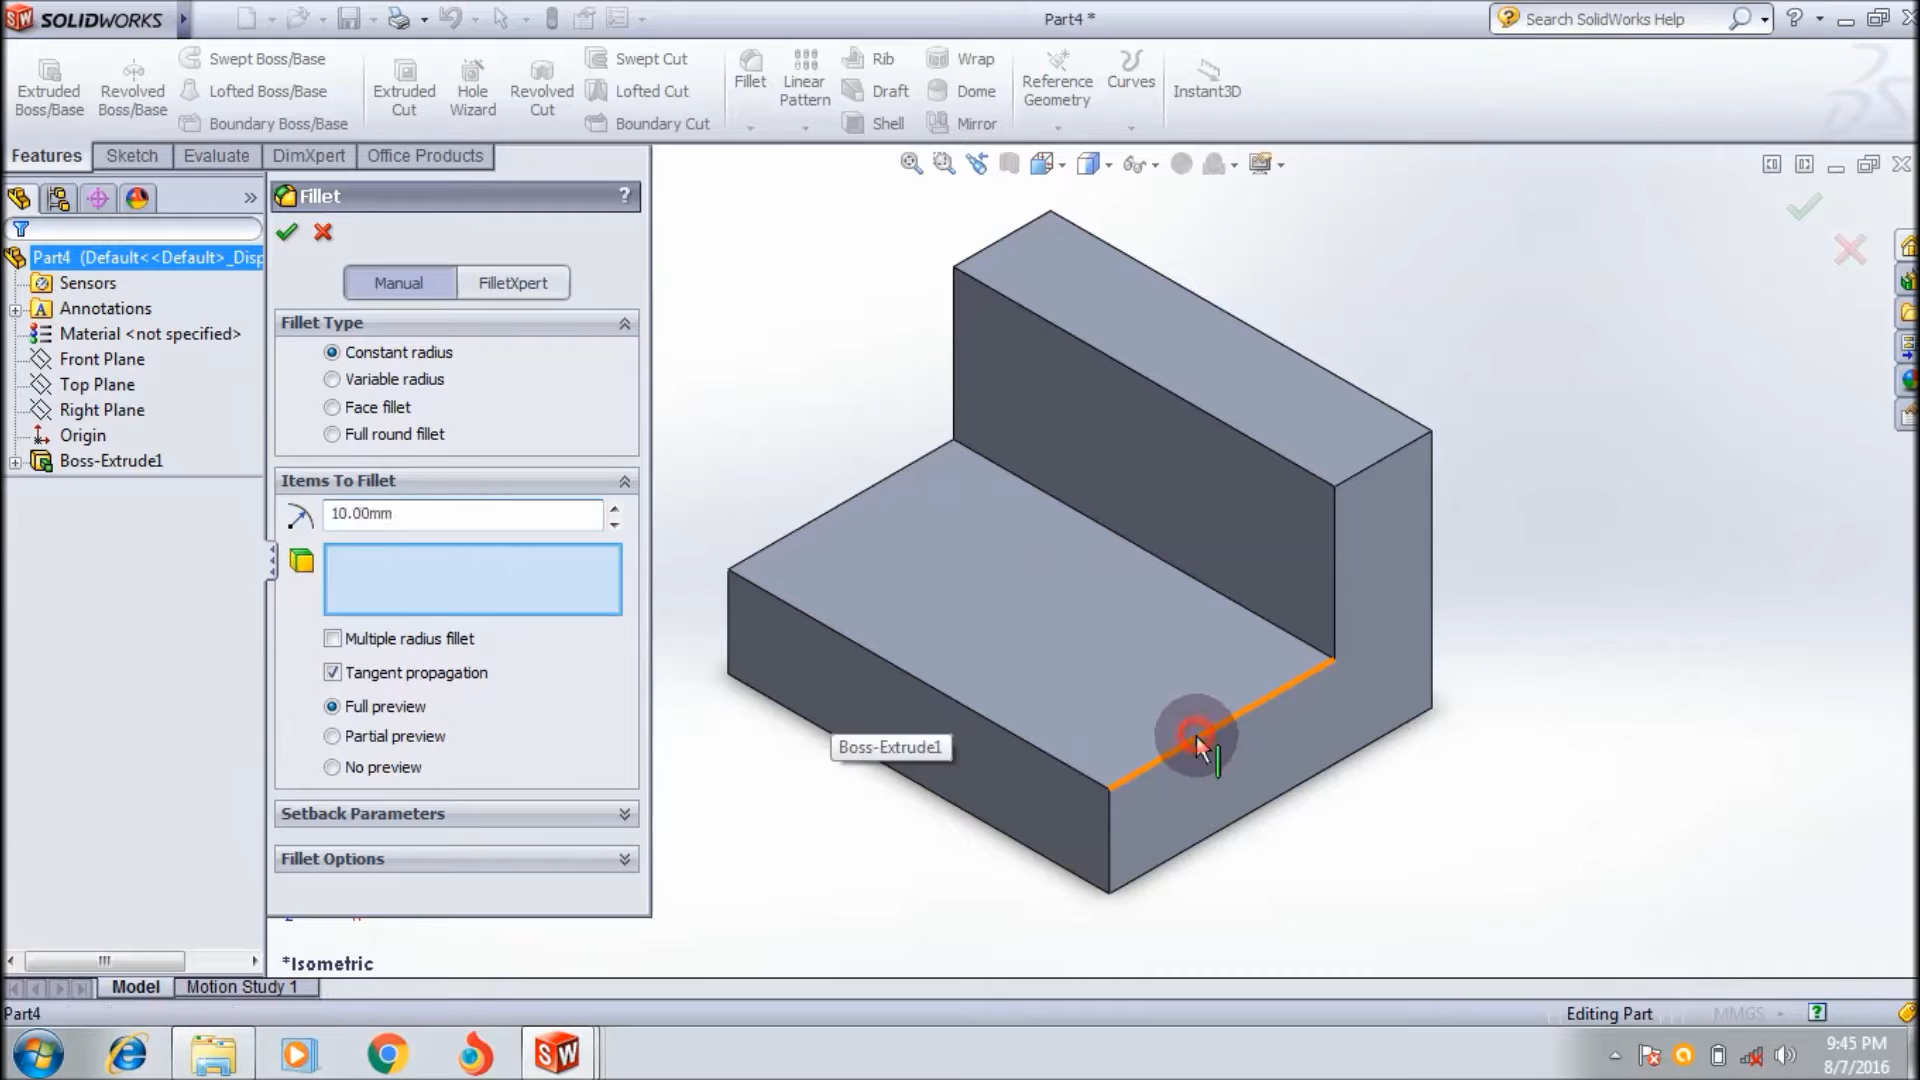 SOLIDWORKS
Part4 *
Search SolidWorks Help
Extruded Boss/Base
Revolved Boss/Base
Swept Boss/Base
Lofted Boss/Base
Boundary Boss/Base
Extruded Cut
Hole Wizard
Revolved Cut
Swept Cut
Lofted Cut
Boundary Cut
Fillet
Linear Pattern
Rib
Draft
Shell
Wrap
Dome
Mirror
Reference Geometry
Curves
Instant3D
Features
Sketch
Evaluate
DimXpert
Office Products
Part4 (Default<<Default>_Disp
Sensors
Annotations
Material <not specified>
Front Plane
Top Plane
Right Plane
Origin
Boss-Extrude1
Fillet
?
Manual
FilletXpert
Fillet Type
Constant radius
Variable radius
Face fillet
Full round fillet
Items To Fillet
10.00mm
Multiple radius fillet
Tangent propagation
Full preview
Partial preview
No preview
Setback Parameters
Fillet Options
Boss-Extrude1
*Isometric
Model
Motion Study 1
Part4
Editing Part
MMGS
?
9:45 PM
8/7/2016